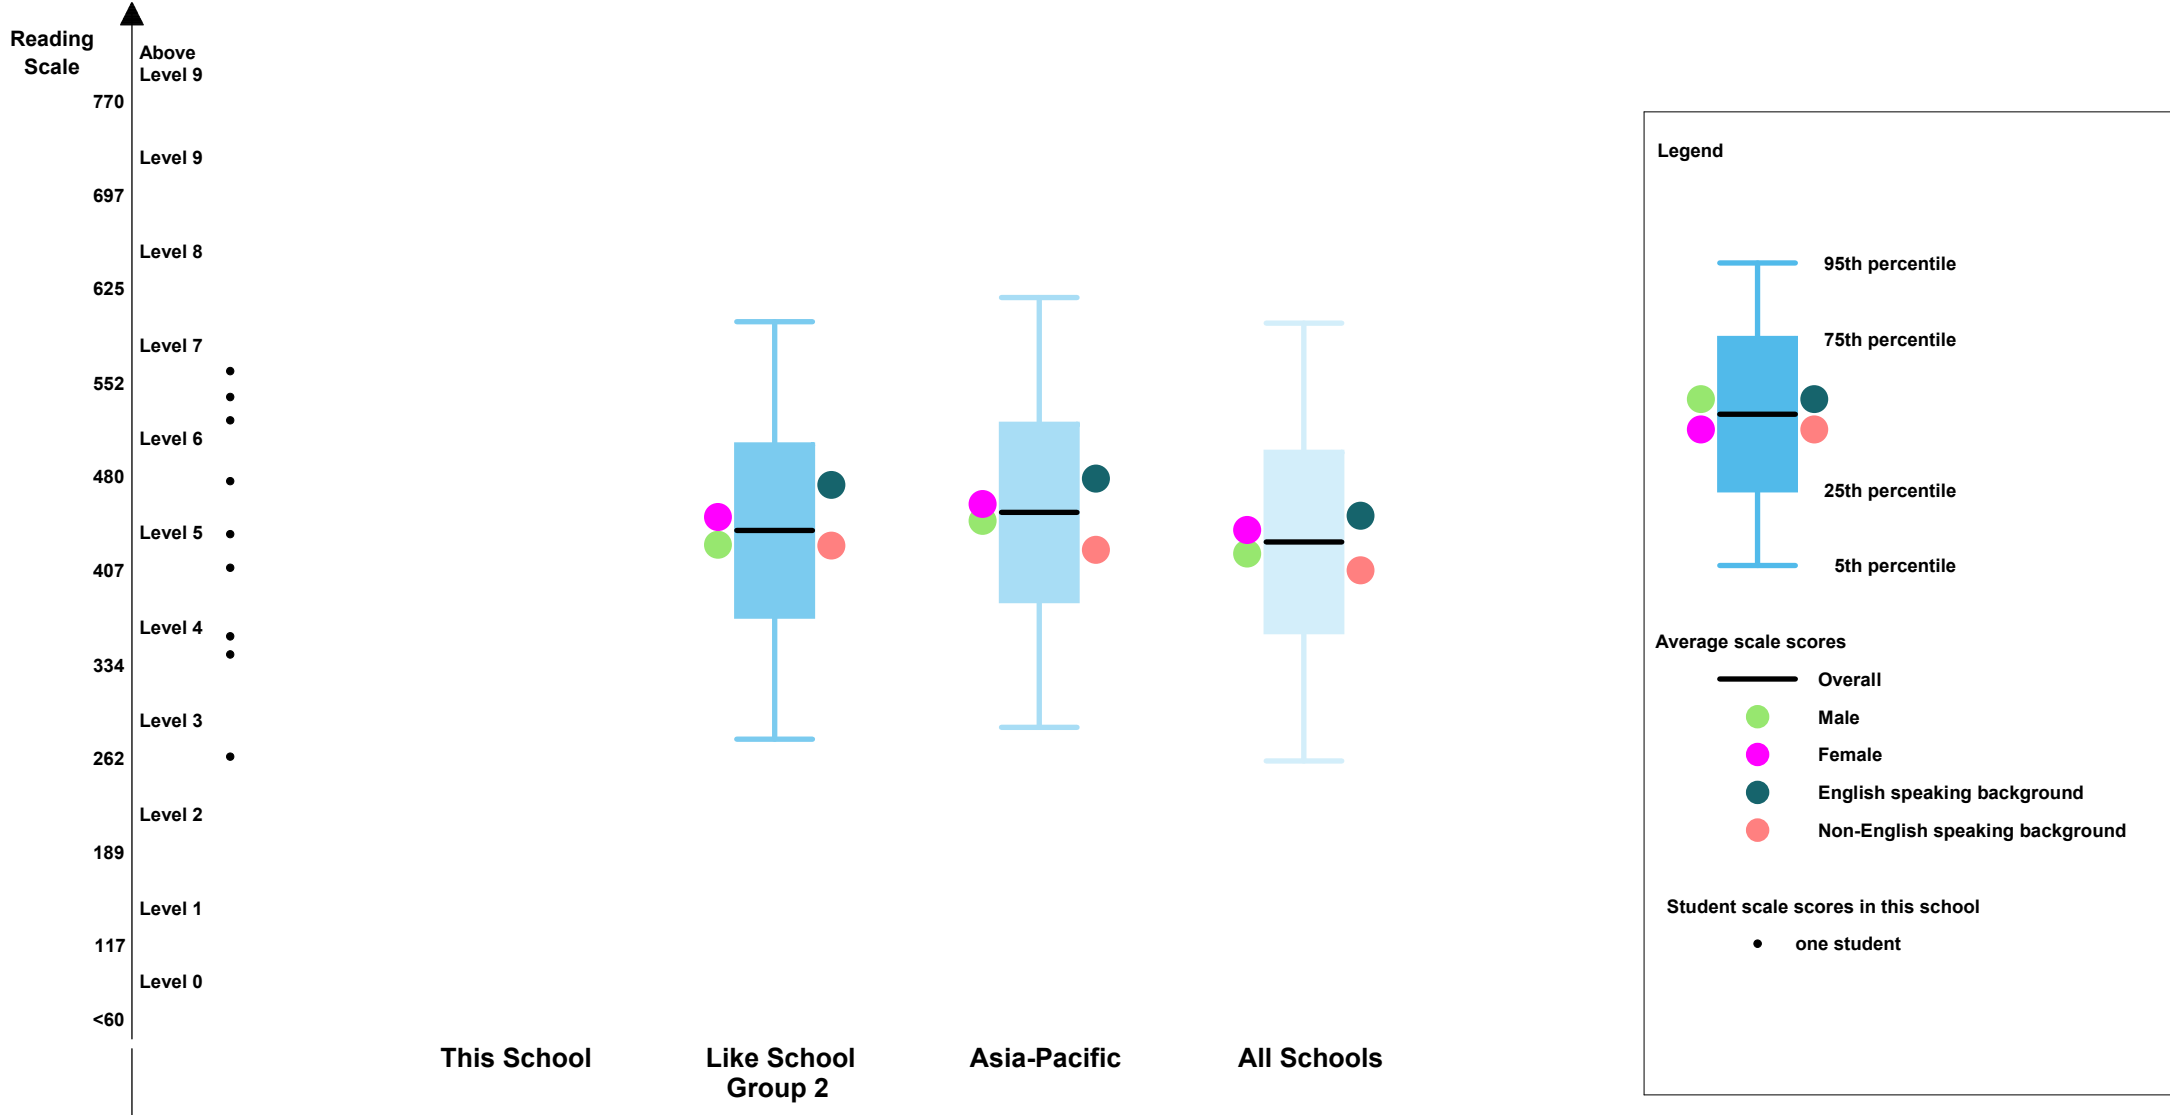 Reading
Scale
Above
Level 9
770
Level 9
697
Level 8
625
Level 7
552
Level 6
480
Level 5
407
Level 4
334
Level 3
262
Level 2
189
Level 1
117
Level 0
<60
This School
Like School
Group 2
Asia-Pacific
All Schools
Legend
95th percentile
75th percentile
25th percentile
5th percentile
Average scale scores
Overall
Male
Female
English speaking background
Non-English speaking background
Student scale scores in this school
one student